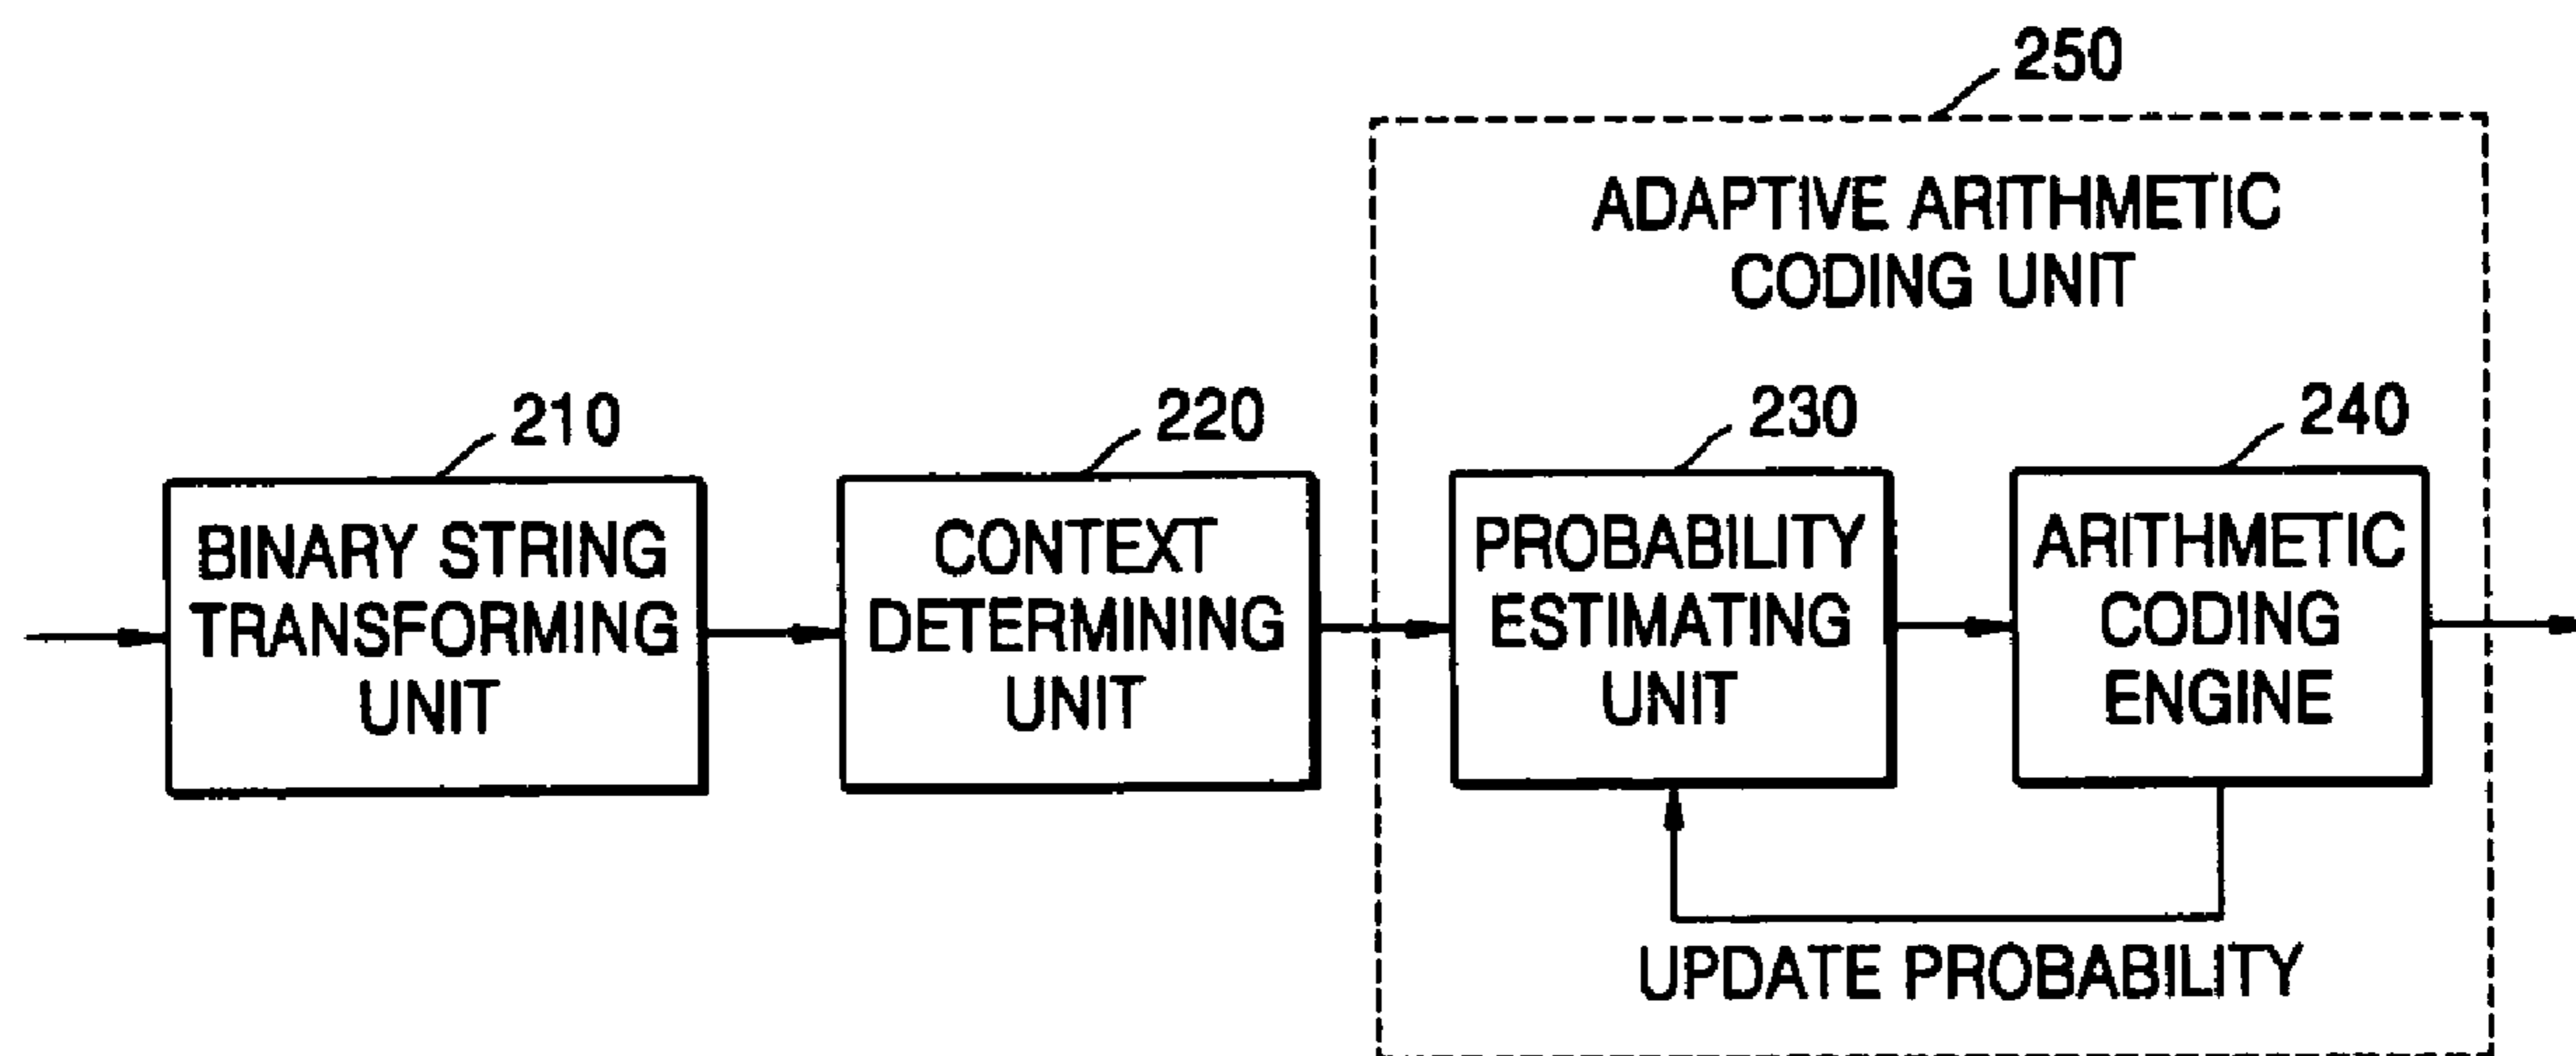 250
ADAPTIVE ARITHMETIC
CODING UNIT
210
BINARY STRING
TRANSFORMING
UNIT
220
CONTEXT
DETERMINING
UNIT
230
PROBABILITY
ESTIMATING
UNIT
240
ARITHMETIC
CODING
ENGINE
UPDATE PROBABILITY